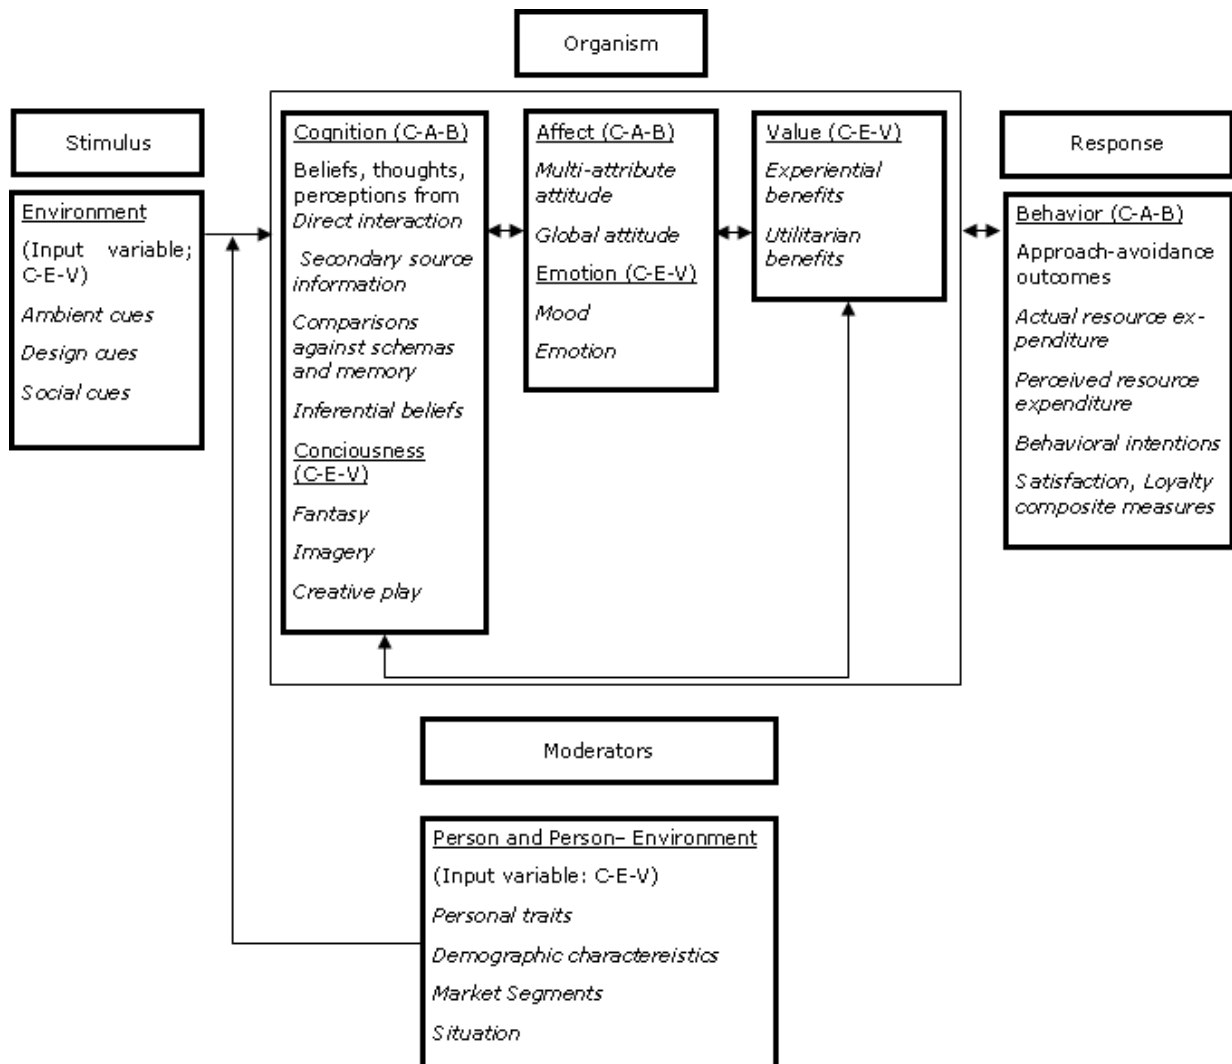 Organism
Stimulus
Environment
(Input variable;
C-E-V)
Ambient cues
Design cues
Social cues
Cognition (C-A-B)
Beliefs, thoughts,
perceptions from
Direct interaction
Secondary source
information
Comparisons
against schemas
and memory
Inferential beliefs
Conciousness
(C-E-V)
Fantasy
Imagery
Creative play
Affect (C-A-B)
Multi-attribute
attitude
Global attitude
Emotion (C-E-V)
Mood
Emotion
Value (C-E-V)
Experiential
benefits
Utilitarian
benefits
Response
Behavior (C-A-B)
Approach-avoidance
outcomes
Actual resource ex-
penditure
Perceived resource
expenditure
Behavioral intentions
Satisfaction, Loyalty
composite measures
Moderators
Person and Person– Environment
(Input variable: C-E-V)
Personal traits
Demographic charactereistics
Market Segments
Situation